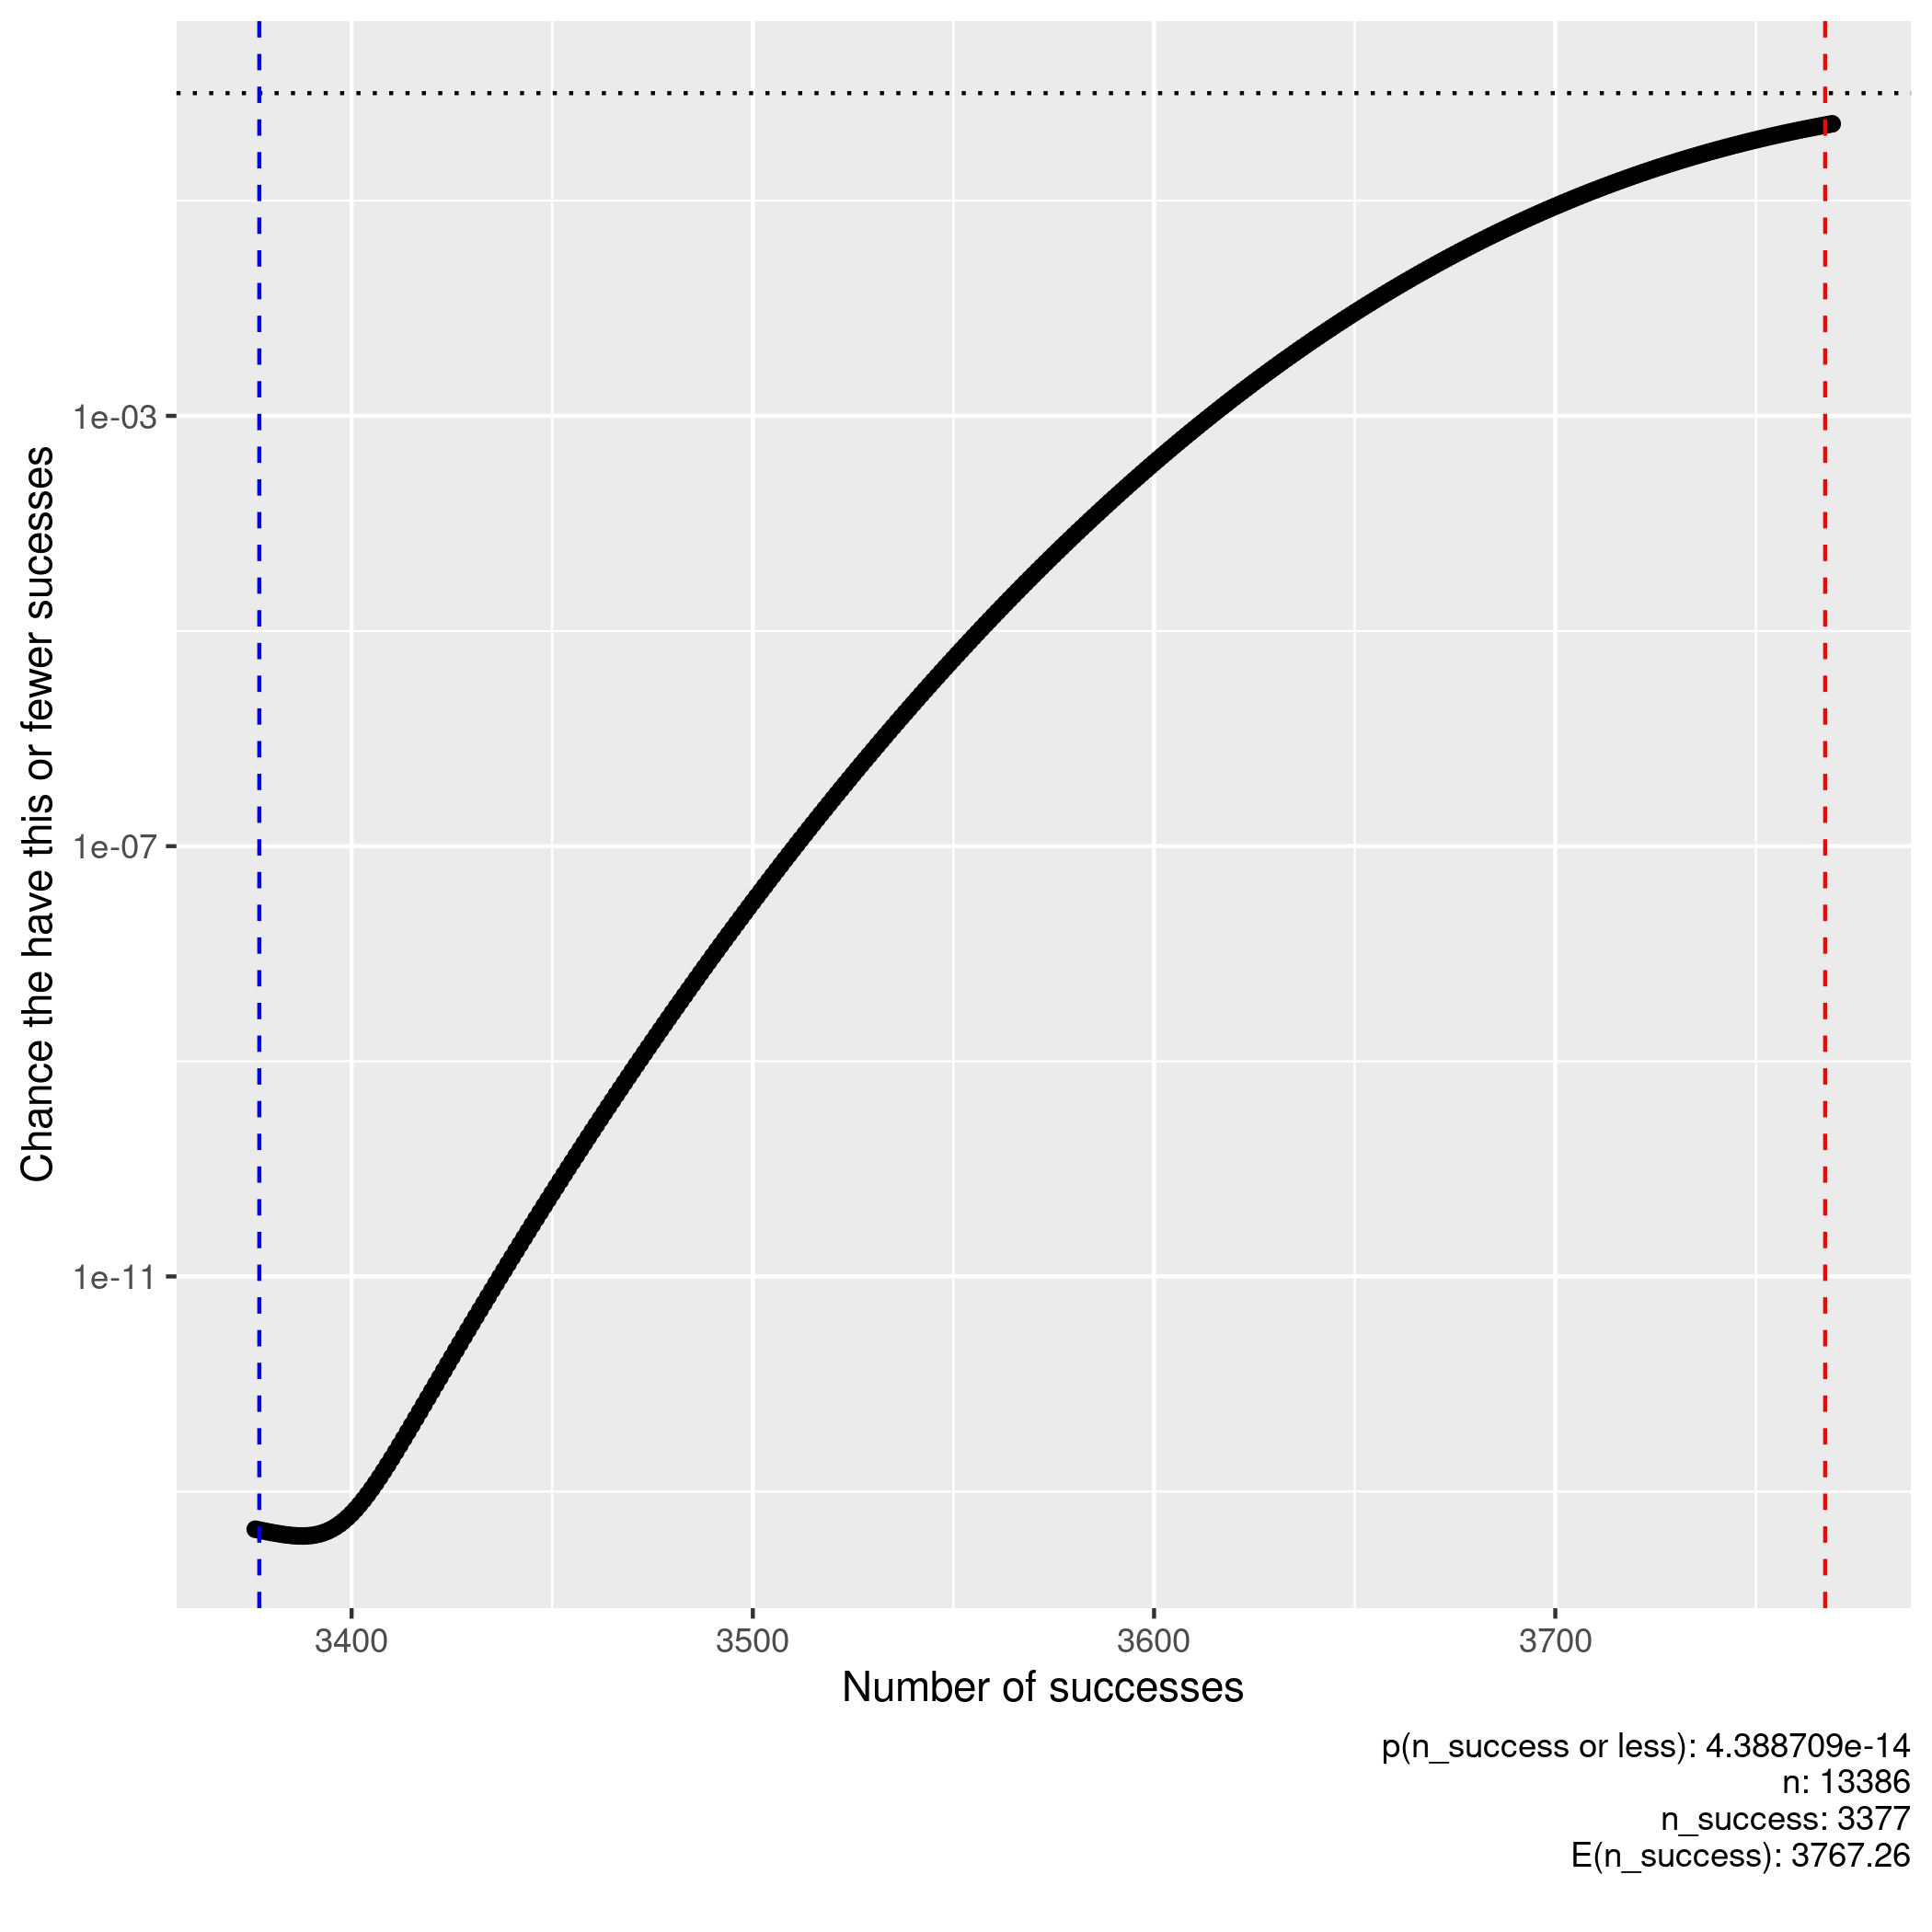 Chance the have this or fewer sucesses
1e-03
1e-07
1e-11
3400
3500
3600
3700
Number of successes
p(n_success or less): 4.388709e-14
n: 13386
n_success: 3377
E(n_success): 3767.26